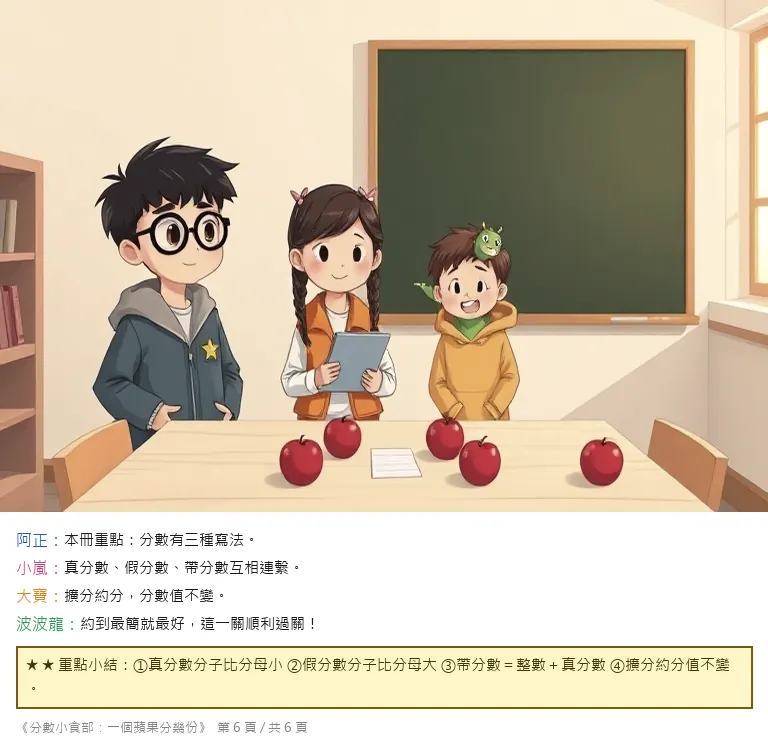 阿正：本冊重點：分數有三種寫法。
小嵐：真分數、假分數、帶分數互相連繫。
大寶：擴分約分，分數值不變。
波波龍：約到最簡就最好，這一關順利過關！
★★ 重點小結：①真分數分子比分母小 ②假分數分子比分母大 ③帶分數＝整數＋真分數 ④擴分約分值不變
。
《分數小食部：一個蘋果分幾份》 第 6 頁 / 共 6 頁